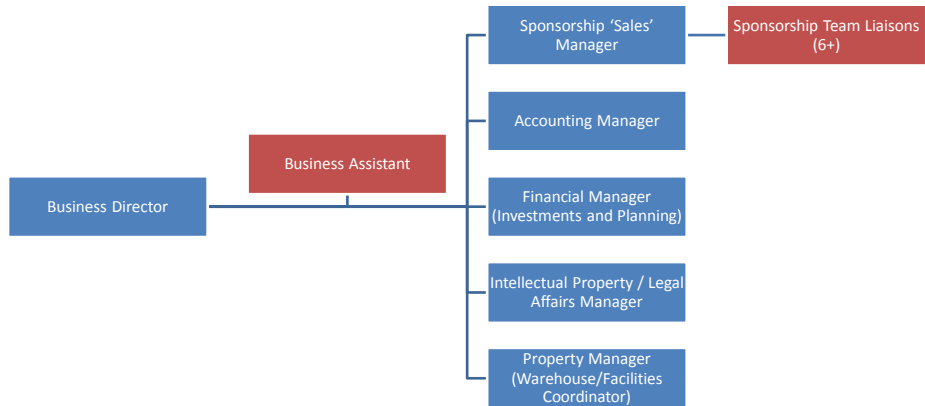 Sponsorship ‘Sales’
Manager
Sponsorship Team Liaisons
(6+)
Accounting Manager
Business Assistant
Business Director
Financial Manager
(Investments and Planning)
Intellectual Property / Legal
Affairs Manager
Property Manager
(Warehouse/Facilities
Coordinator)